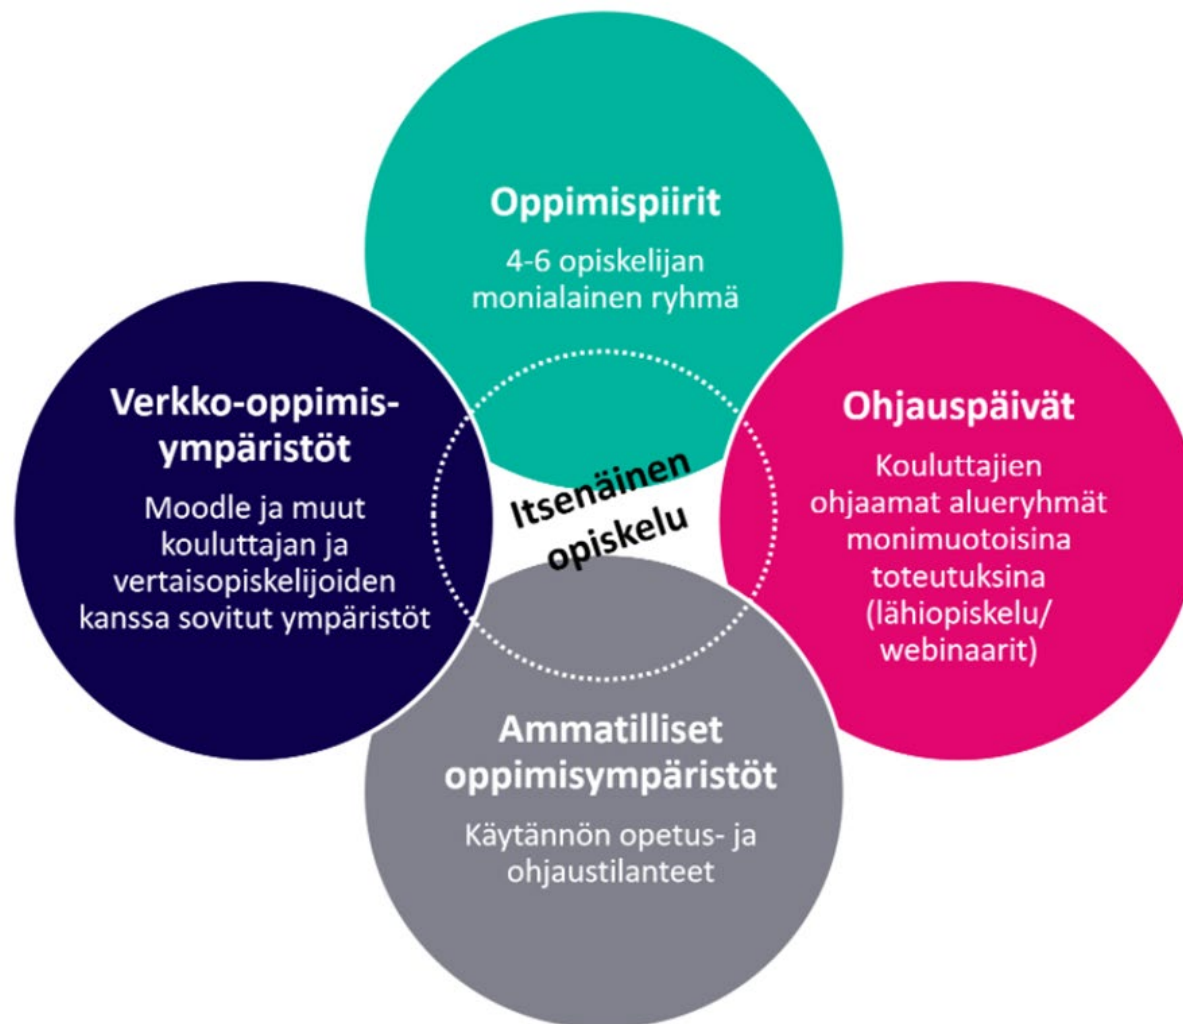 Oppimispiirit
4-6 opiskelijan
monialainen ryhmä
Verkko-oppimis-
ympäristöt
Moodle ja muut
kouluttajan ja
vertaisopiskelijoiden
kanssa sovitut ympäristöt
Itsenäinen
opiskelu
Ohjauspäivät
Kouluttajien
ohjaamat alueryhmät
monimuotoisina
toteutuksina
(lähiopiskelu/
webinaarit)
Ammatilliset
oppimisympäristöt
Käytännön opetus- ja
ohjaustilanteet